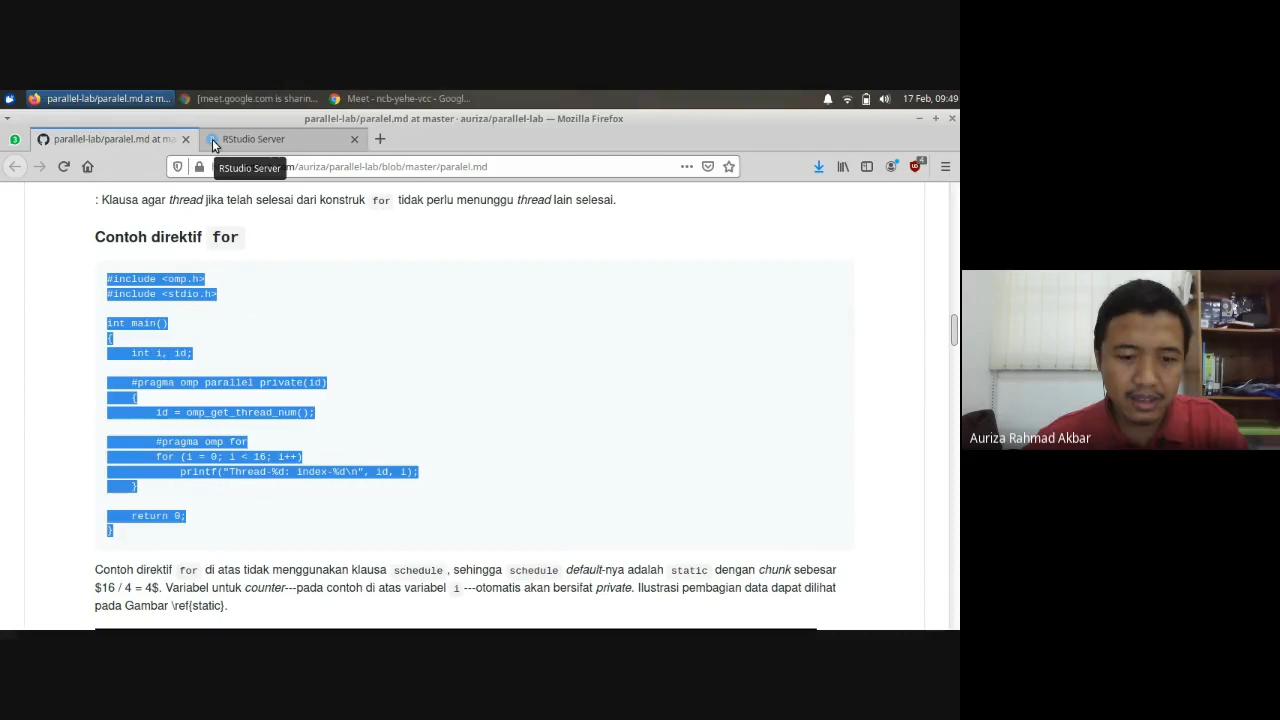 parallel-lab/paralel.md at m...
[meet.google.com is sharin...
Meet - ncb-yehe-vcc - Googl...
17 Feb, 09:49
parallel-lab/paralel.md at master · auriza/parallel-lab — Mozilla Firefox
3
parallel-lab/paralel.md at ma
RStudio Server
RStudio Server
m/auriza/parallel-lab/blob/master/paralel.md
4
: Klausa agar thread jika telah selesai dari konstruk for tidak perlu menunggu thread lain selesai.
Contoh direktif for
#include <omp.h>
#include <stdio.h>
int main()
{
int i, id;
#pragma omp parallel private(id)
{
id = omp_get_thread_num();
#pragma omp for
for (i = 0; i < 16; i++)
printf("Thread-%d: index-%d\n", id, i);
}
return 0;
}
Contoh direktif for di atas tidak menggunakan klausa schedule , sehingga schedule default-nya adalah static dengan chunk sebesar
$16 / 4 = 4$. Variabel untuk counter---pada contoh di atas variabel i ---otomatis akan bersifat private. Ilustrasi pembagian data dapat dilihat
pada Gambar \ref{static}.
Auriza Rahmad Akbar